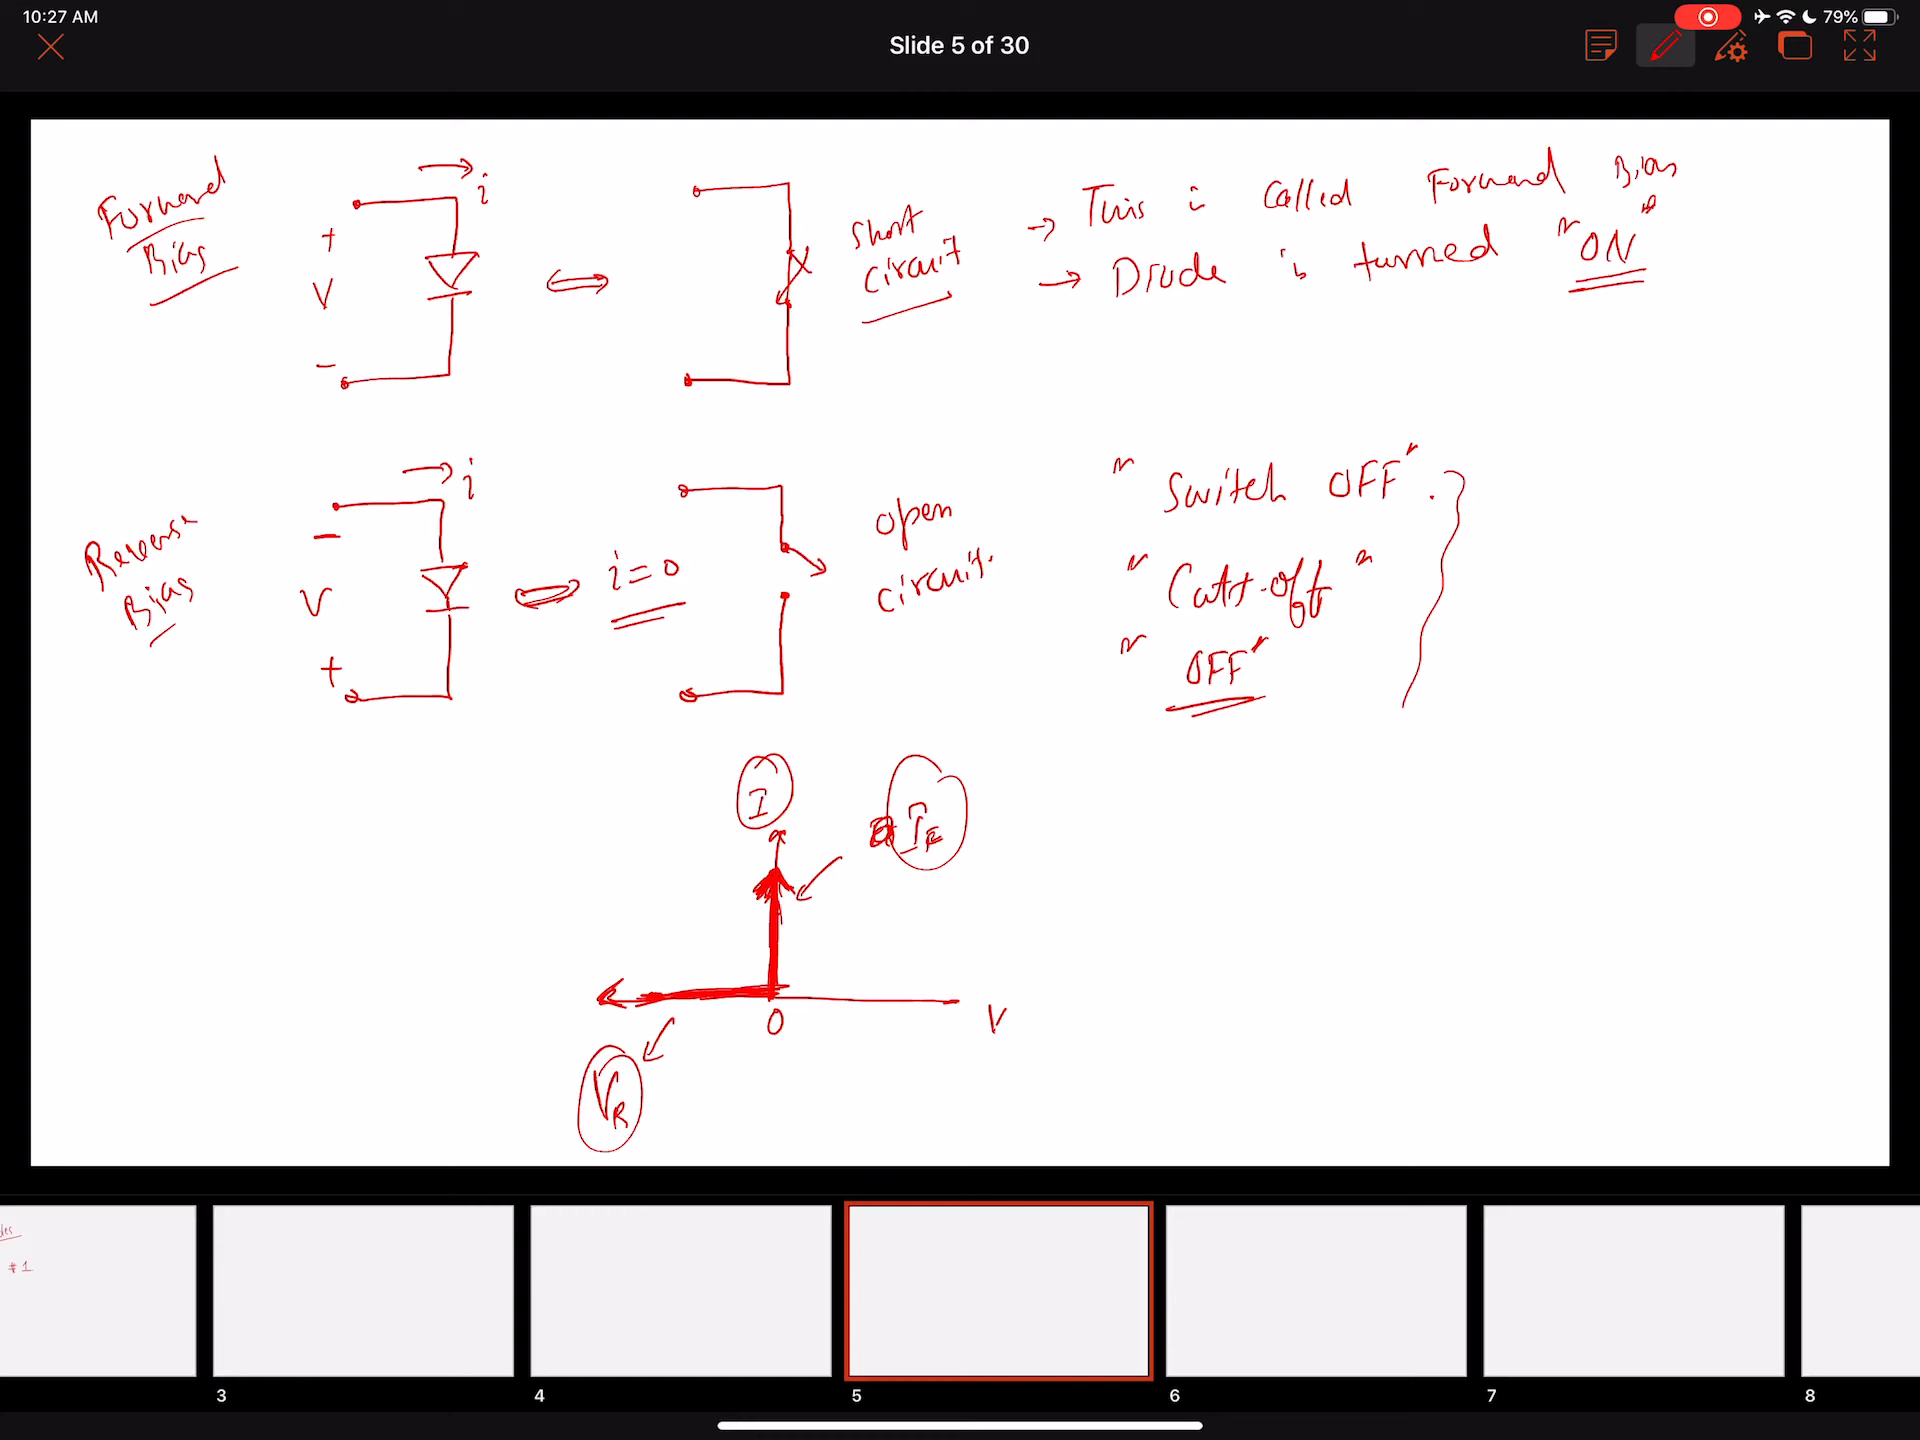 10:27 AM
79%
Slide 5 of 30
Forward
Bias
i
+
V
-
short
circuit
→ This is called Forward Bias
→ Diode is turned "ON"
Reverse
Bias
i
-
V
+
i=0
open
circuit.
"Switch OFF".
"Cutt-off"
"OFF"
I
IF
0
V
VR
#1
3
4
5
6
7
8